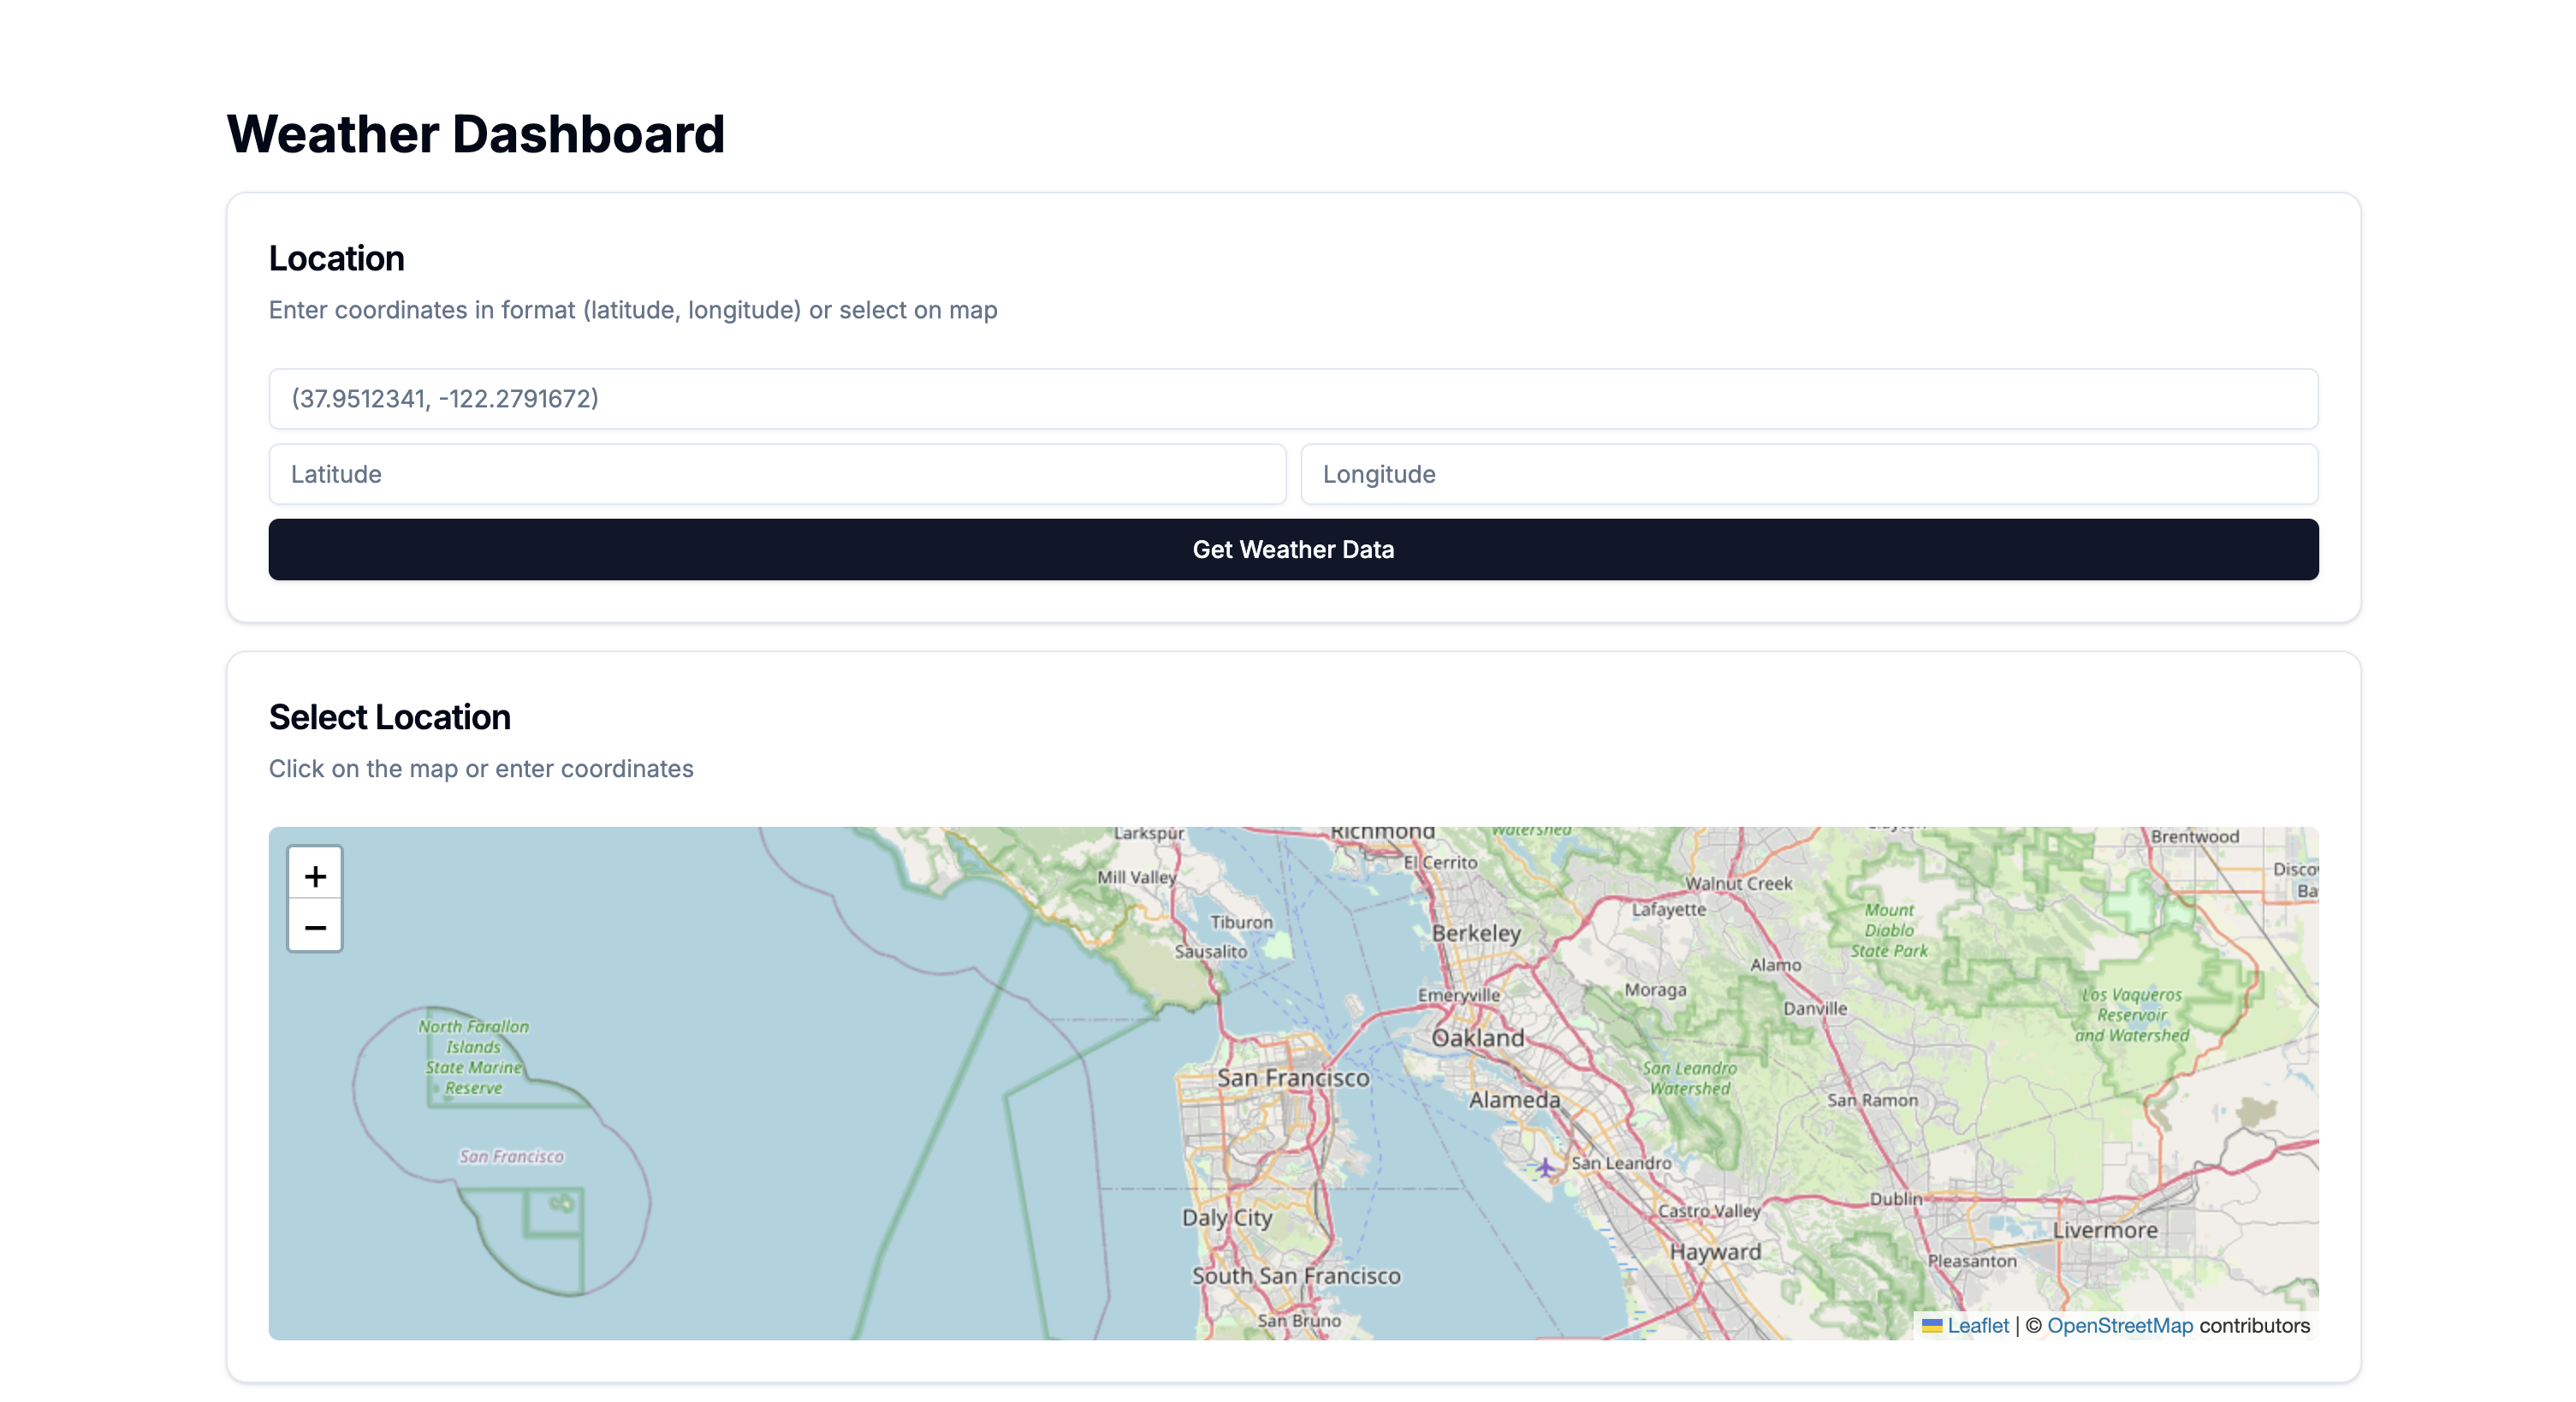 Weather Dashboard
Location
Enter coordinates in format (latitude, longitude) or select on map
(37.9512341, -122.2791672)
Latitude
Longitude
Get Weather Data
Select Location
Click on the map or enter coordinates
+
−
Larkspur
Richmond
Watershed
Brentwood
El Cerrito
Disco
Ba
Mill Valley
Walnut Creek
Lafayette
Tiburon
Mount
Diablo
State Park
Berkeley
Sausalito
Alamo
Moraga
Emeryville
Danville
Los Vaqueros
Reservoir
and Watershed
North Farallon
Islands
State Marine
Reserve
Oakland
San Francisco
San Leandro
Watershed
Alameda
San Ramon
San Francisco
San Leandro
Dublin
Castro Valley
Daly City
Livermore
Hayward
Pleasanton
South San Francisco
San Bruno
Leaflet | © OpenStreetMap contributors